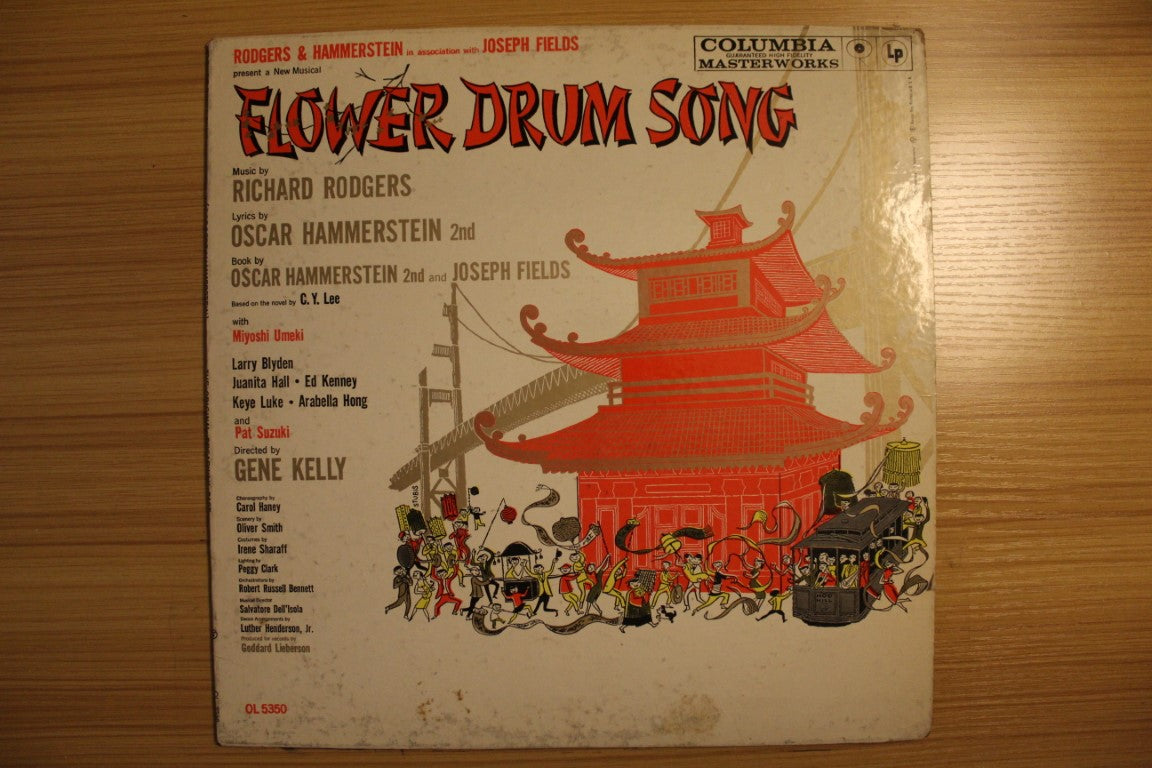 RODGERS & HAMMERSTEIN in association with JOSEPH FIELDS
present a New Musical
COLUMBIA
GUARANTEED HIGH FIDELITY
MASTERWORKS
Lp
FLOWER DRUM SONG
Music by
RICHARD RODGERS
Lyrics by
OSCAR HAMMERSTEIN 2nd
Book by
OSCAR HAMMERSTEIN 2nd and JOSEPH FIELDS
Based on the novel by C. Y. Lee
with
Miyoshi Umeki
Larry Blyden
Juanita Hall • Ed Kenney
Keye Luke • Arabella Hong
and
Pat Suzuki
Directed by
GENE KELLY
Choreography by
Carol Haney
Scenery by
Oliver Smith
Costumes by
Irene Sharaff
Lighting by
Peggy Clark
Orchestrations by
Robert Russell Bennett
Musical Director
Salvatore Dell'Isola
Dance Arrangements by
Luther Henderson, Jr.
Produced for records by
Goddard Lieberson
OL 5350